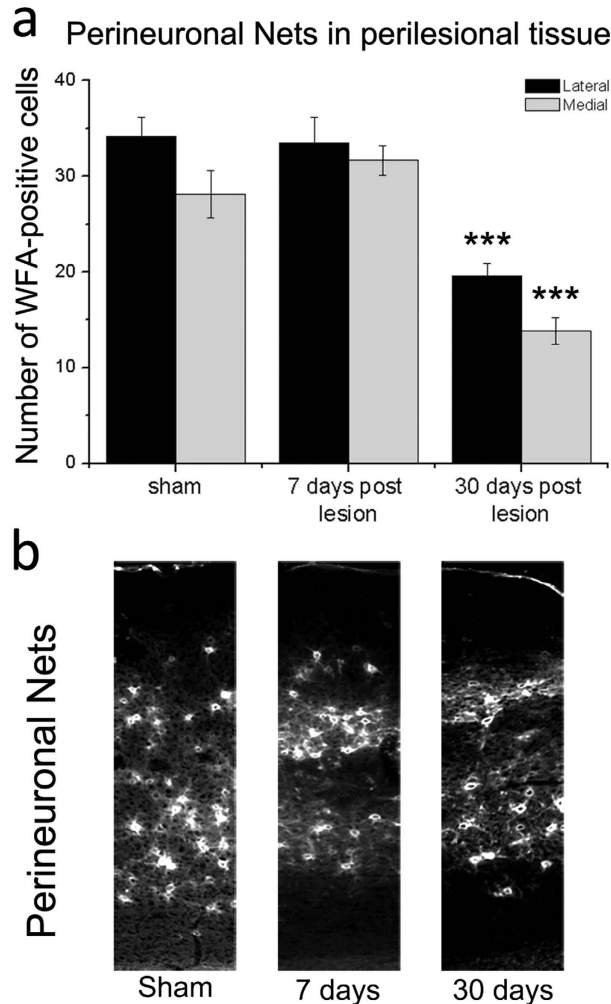 a
Perineuronal Nets in perilesional tissue
Number of WFA-positive cells
40
30
20
10
0
Lateral
Medial
***
***
sham
7 days post
lesion
30 days post
lesion
b
Perineuronal Nets
Sham
7 days
30 days